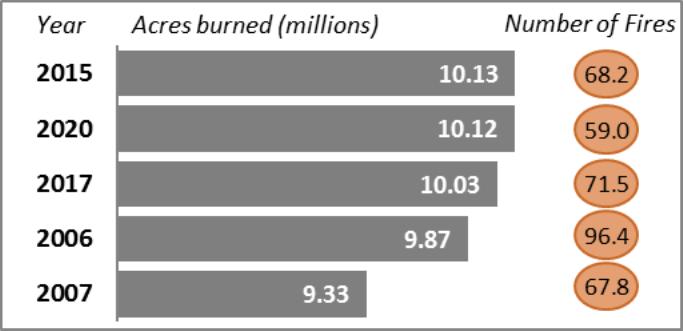 Year Acres burned (millions) Number of Fires
2015 10.13 68.2
2020 10.12 59.0
2017 10.03 71.5
2006 9.87 96.4
2007 9.33 67.8